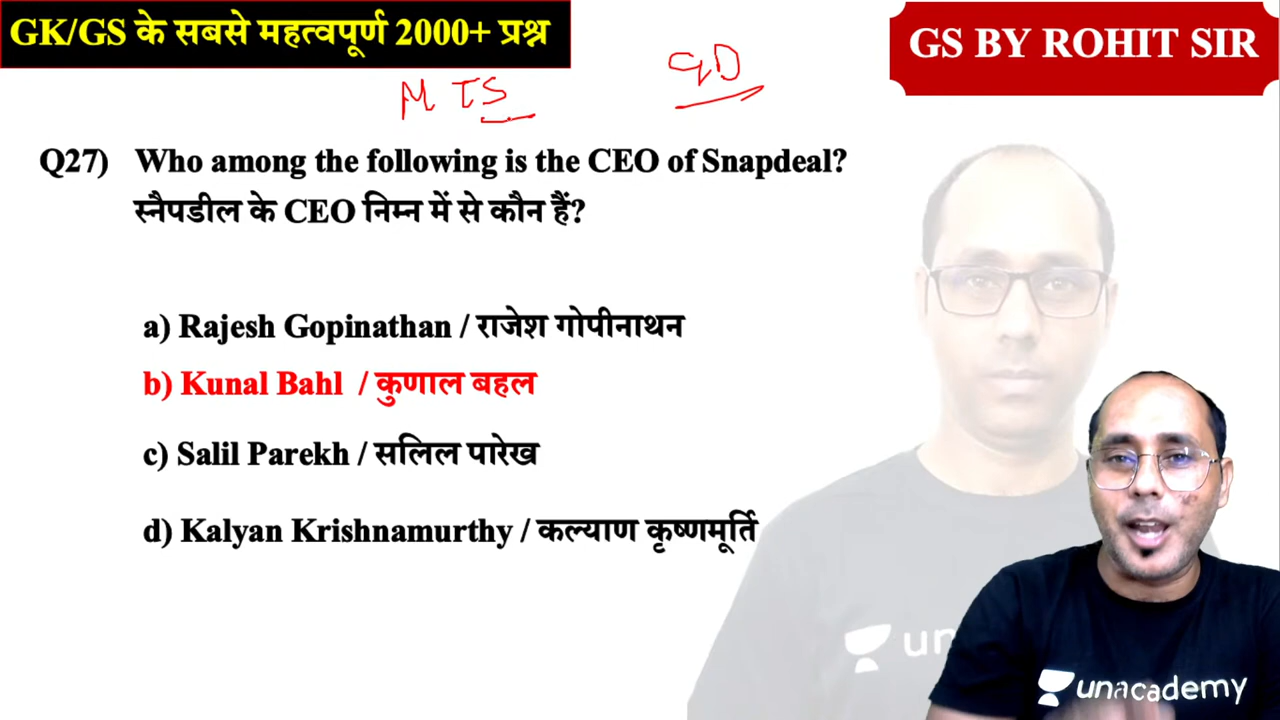 GK/GS के सबसे महत्वपूर्ण 2000+ प्रश्न
GS BY ROHIT SIR
MTS
GD
Q27) Who among the following is the CEO of Snapdeal?
स्नैपडील के CEO निम्न में से कौन हैं?
a) Rajesh Gopinathan / राजेश गोपीनाथन
b) Kunal Bahl / कुणाल बहल
c) Salil Parekh / सलिल पारेख
d) Kalyan Krishnamurthy / कल्याण कृष्णमूर्ति
un
unacademy